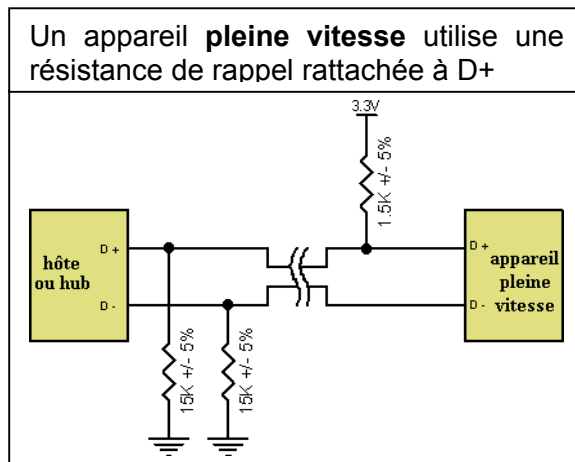 Un appareil pleine vitesse utilise une
résistance de rappel rattachée à D+
3.3V
1.5K +/- 5%
hôte
ou hub
D +
D -
D +
D -
appareil
pleine
vitesse
15K +/- 5%
15K +/- 5%